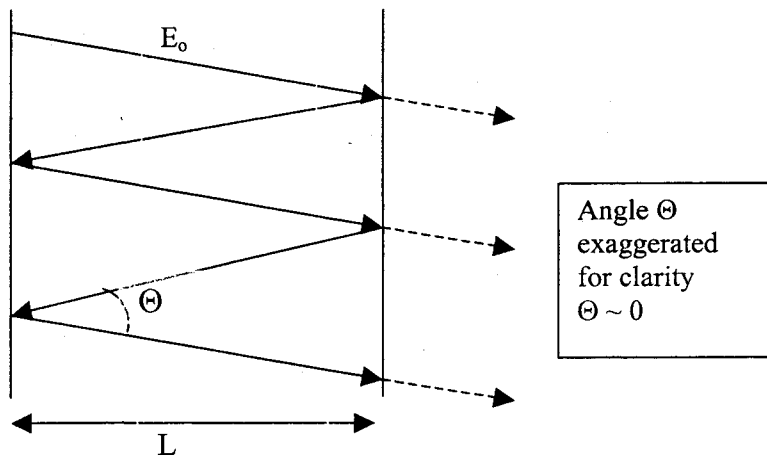 E₀
Θ
L
Angle Θ
exaggerated
for clarity
Θ ~ 0